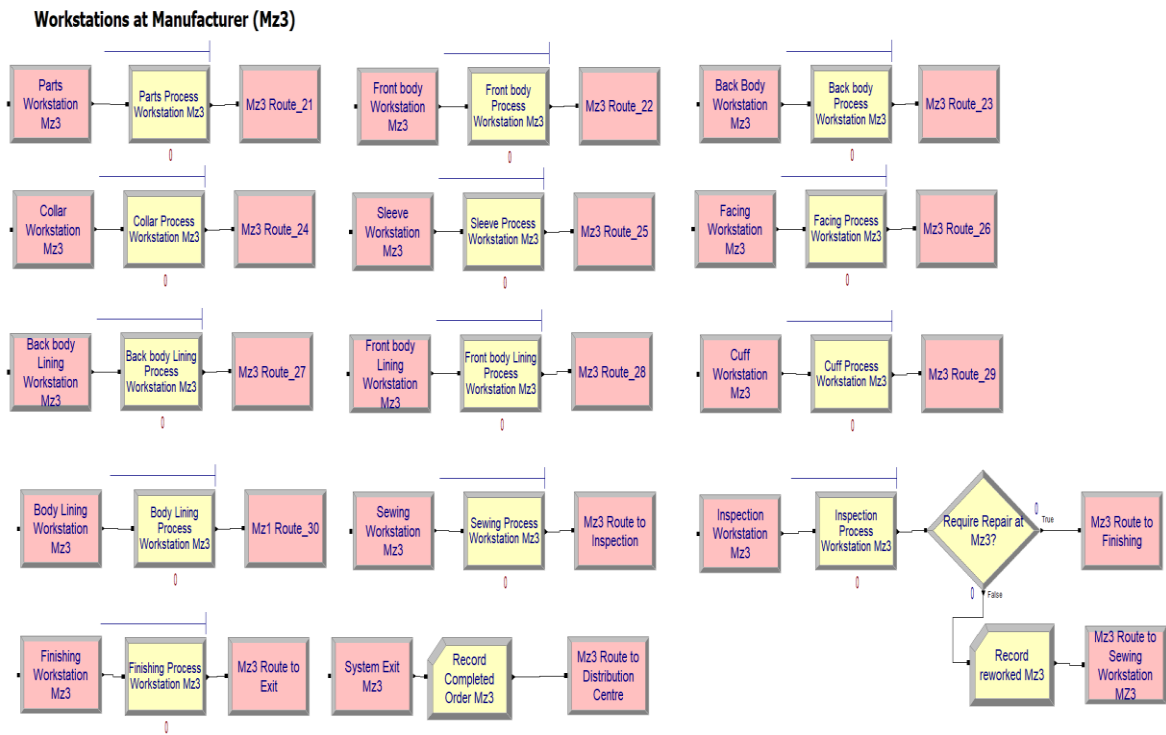 Workstations at Manufacturer (Mz3)
Parts
Workstation
Mz3
Parts Process
Workstation Mz3
0
Mz3 Route_21
Front body
Workstation
Mz3
Front body
Process
Workstation Mz3
0
Mz3 Route_22
Back Body
Workstation
Mz3
Back body
Process
Workstation Mz3
0
Mz3 Route_23
Collar
Workstation
Mz3
Collar Process
Workstation Mz3
0
Mz3 Route_24
Sleeve
Workstation
Mz3
Sleeve Process
Workstation Mz3
0
Mz3 Route_25
Facing
Workstation
Mz3
Facing Process
Workstation Mz3
0
Mz3 Route_26
Back body
Lining
Workstation
Mz3
Back body Lining
Process
Workstation Mz3
0
Mz3 Route_27
Front body
Lining
Workstation
Mz3
Front body Lining
Process
Workstation Mz3
0
Mz3 Route_28
Cuff
Workstation
Mz3
Cuff Process
Workstation Mz3
0
Mz3 Route_29
Body Lining
Workstation
Mz3
Body Lining
Process
Workstation Mz3
0
Mz1 Route_30
Sewing
Workstation
Mz3
Sewing Process
Workstation Mz3
0
Mz3 Route to
Inspection
Inspection
Workstation
Mz3
Inspection
Process
Workstation Mz3
0
Require Repair at
Mz3?
0
True
0
False
Mz3 Route to
Finishing
Record
reworked Mz3
Mz3 Route to
Sewing
Workstation
MZ3
Finishing
Workstation
Mz3
Finishing Process
Workstation Mz3
0
Mz3 Route to
Exit
System Exit
Mz3
Record
Completed
Order Mz3
Mz3 Route to
Distribution
Centre